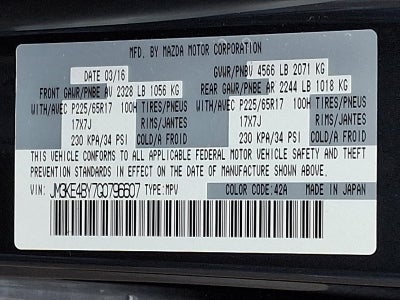 MFD. BY MAZDA MOTOR CORPORATION
DATE 03/16 GVWR/PNBV 4566 LB 2071 KG
FRONT GAWR/PNBE AV 2328 LB 1056 KG REAR GAWR/PNBE AR 2244 LB 1018 KG
WITH/AVEC P225/65R17 100H TIRES/PNEUS WITH/AVEC P225/65R17 100H TIRES/PNEUS
17X7J RIMS/JANTES 17X7J RIMS/JANTES
230 KPA/34 PSI COLD/A FROID 230 KPA/34 PSI COLD/A FROID
THIS VEHICLE CONFORMS TO ALL APPLICABLE FEDERAL MOTOR VEHICLE SAFETY AND THEFT
PREVENTION STANDARDS IN EFFECT ON THE DATE OF MANUFACTURE SHOWN ABOVE.
VIN: JM3KE4BY7G0796607 TYPE:MPV COLOR CODE:42A MADE IN JAPAN